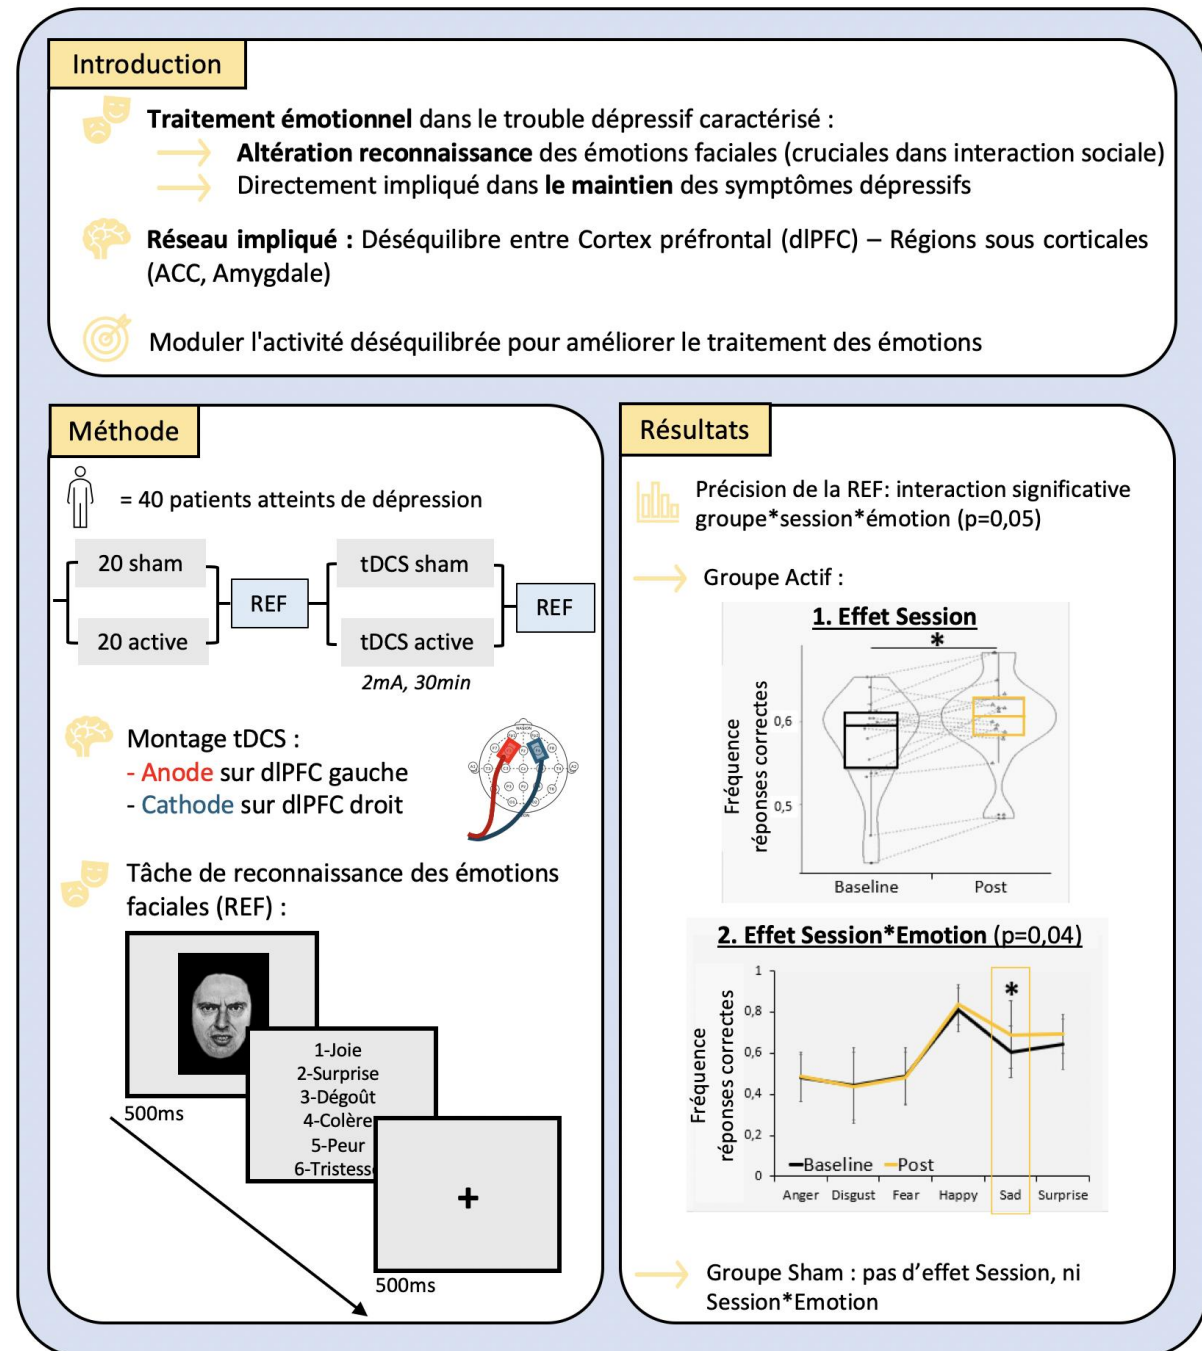 Introduction
Traitement émotionnel dans le trouble dépressif caractérisé :
Altération reconnaissance des émotions faciales (cruciales dans interaction sociale)
Directement impliqué dans le maintien des symptômes dépressifs
Réseau impliqué : Déséquilibre entre Cortex préfrontal (dlPFC) – Régions sous corticales
(ACC, Amygdale)
Moduler l'activité déséquilibrée pour améliorer le traitement des émotions
Méthode
= 40 patients atteints de dépression
20 sham
20 active
REF
tDCS sham
tDCS active
REF
2mA, 30min
Montage tDCS :
- Anode sur dlPFC gauche
- Cathode sur dlPFC droit
Tâche de reconnaissance des émotions
faciales (REF) :
500ms
1-Joie
2-Surprise
3-Dégoût
4-Colère
5-Peur
6-Tristesse
+
500ms
Résultats
Précision de la REF: interaction significative
groupe*session*émotion (p=0,05)
Groupe Actif :
1. Effet Session
*
Fréquence
réponses correctes
0,6
0,5
Baseline
Post
2. Effet Session*Emotion (p=0,04)
Fréquence
réponses correctes
1
0,8
0,6
0,4
0,2
0
*
Baseline Post
Anger Disgust Fear Happy Sad Surprise
Groupe Sham : pas d’effet Session, ni
Session*Emotion